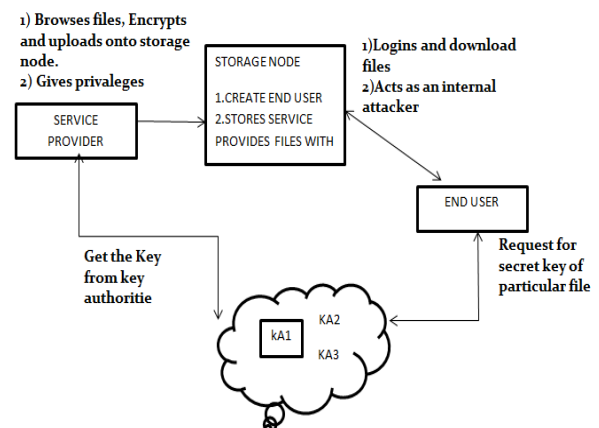 1) Browses files, Encrypts
and uploads onto storage
node.
2) Gives privaleges
SERVICE
PROVIDER
STORAGE NODE
1.CREATE END USER
2.STORES SERVICE
PROVIDES FILES WITH
1)Logins and download
files
2)Acts as an internal
attacker
END USER
Get the Key
from key
authoritie
Request for
secret key of
particular file
kA1
KA2
KA3